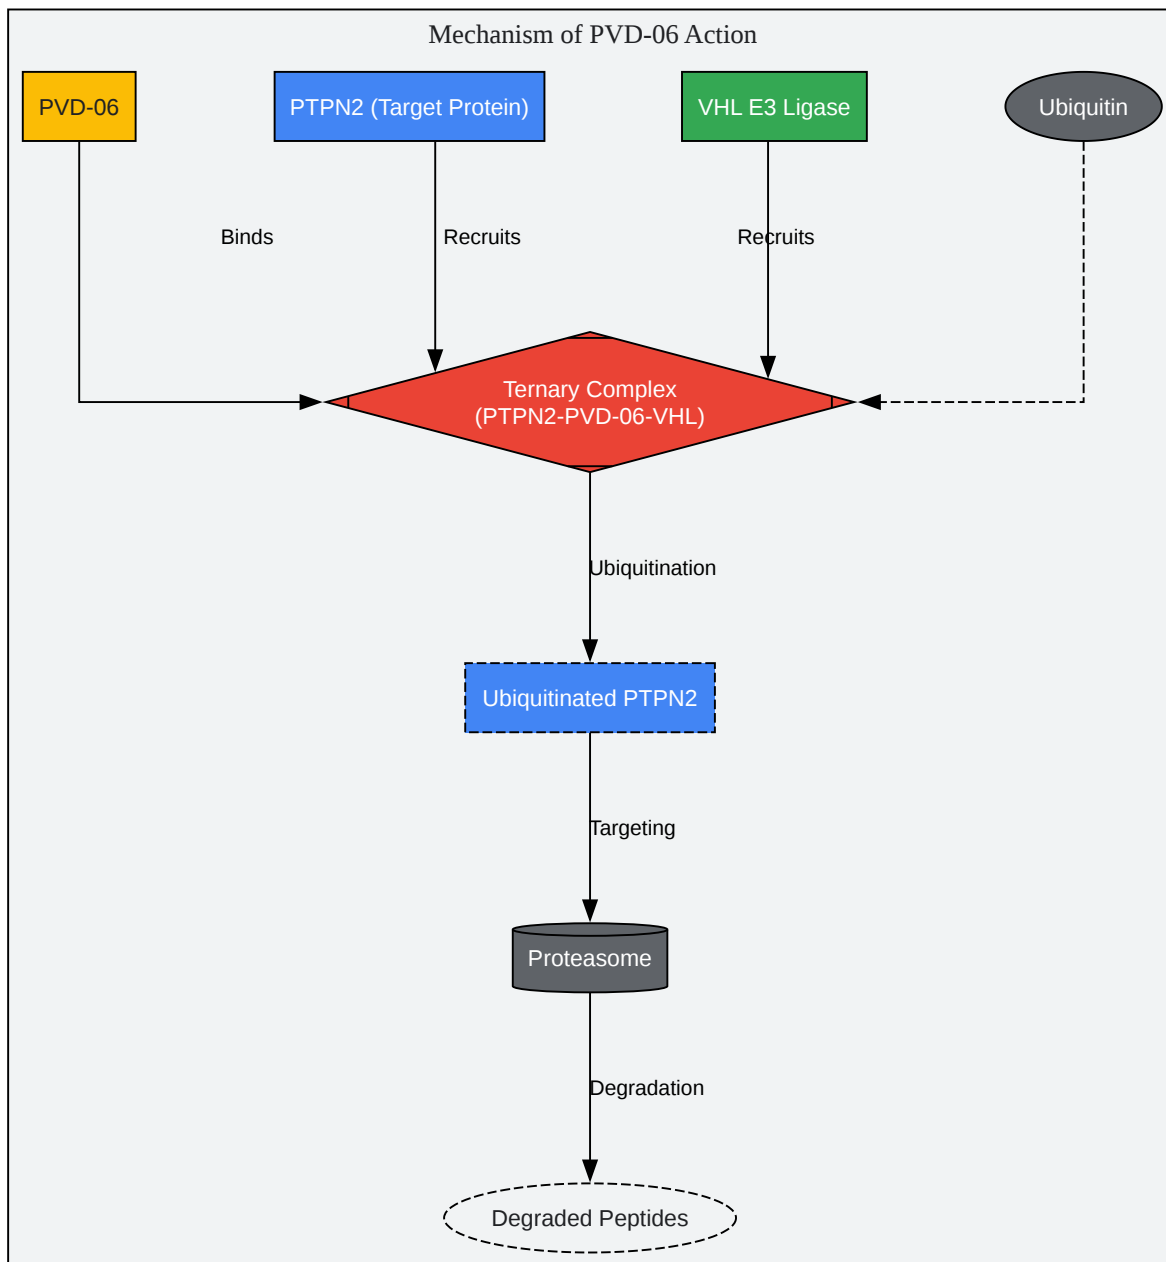 Mechanism of PVD-06 Action
PVD-06
PTPN2 (Target Protein)
VHL E3 Ligase
Ubiquitin
Binds
Recruits
Recruits
Ternary Complex
(PTPN2-PVD-06-VHL)
Ubiquitination
Ubiquitinated PTPN2
Targeting
Proteasome
Degradation
Degraded Peptides